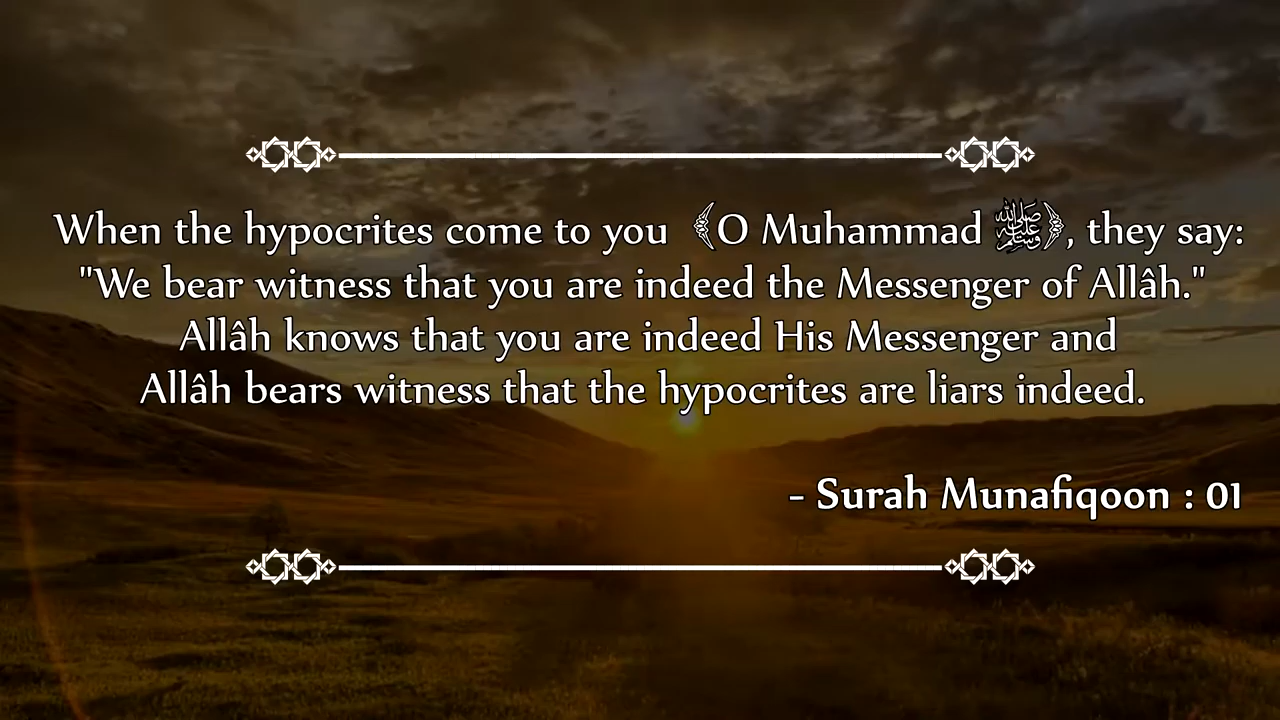 When the hypocrites come to you ﴾O Muhammad ﷺ﴿, they say:
"We bear witness that you are indeed the Messenger of Allâh."
Allâh knows that you are indeed His Messenger and
Allâh bears witness that the hypocrites are liars indeed.
- Surah Munafiqoon : 01